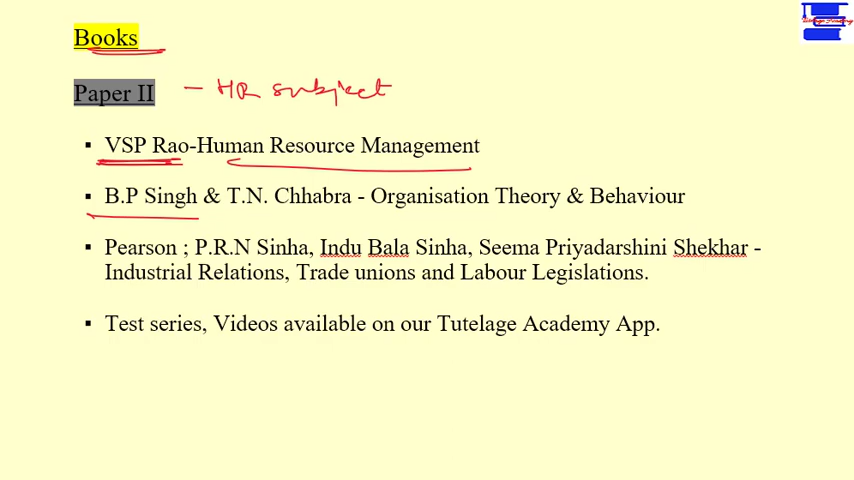 Books
Tutelage Academy
Paper II - HR subject
▪ VSP Rao-Human Resource Management
▪ B.P Singh & T.N. Chhabra - Organisation Theory & Behaviour
▪ Pearson ; P.R.N Sinha, Indu Bala Sinha, Seema Priyadarshini Shekhar -
Industrial Relations, Trade unions and Labour Legislations.
▪ Test series, Videos available on our Tutelage Academy App.